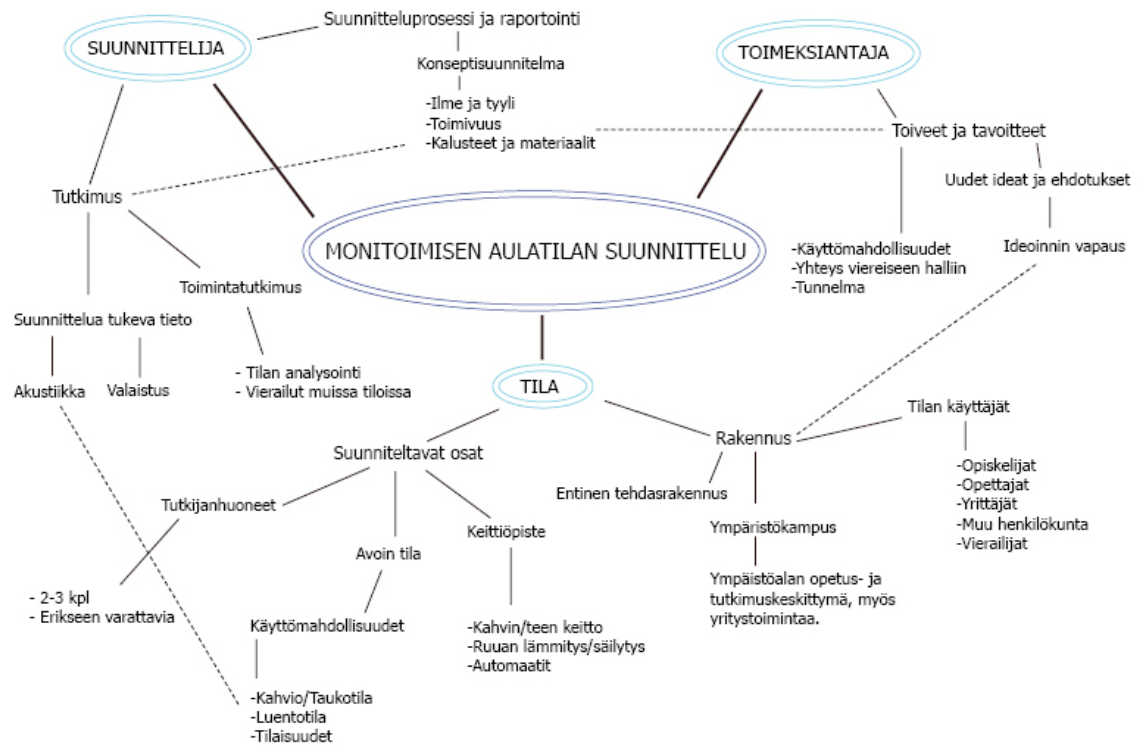 SUUNNITTELIJA
Suunnitteluprosessi ja raportointi
Konseptisuunnitelma
-Ilme ja tyyli
-Toimivuus
-Kalusteet ja materiaalit
TOIMEKSIANTAJA
Toiveet ja tavoitteet
Uudet ideat ja ehdotukset
Ideoinnin vapaus
-Käyttömahdollisuudet
-Yhteys viereiseen halliin
-Tunnelma
Tutkimus
Toimintatutkimus
- Tilan analysointi
- Vierailut muissa tiloissa
Suunnittelua tukeva tieto
Akustiikka
Valaistus
MONITOIMISEN AULATILAN SUUNNITTELU
TILA
Suunniteltavat osat
Tutkijanhuoneet
- 2-3 kpl
- Erikseen varattavia
Avoin tila
Käyttömahdollisuudet
-Kahvio/Taukotila
-Luentotila
-Tilaisuudet
Keittiöpiste
-Kahvin/teen keitto
-Ruuan lämmitys/säilytys
-Automaatit
Rakennus
Entinen tehdasrakennus
Ympäristökampus
Ympäistöalan opetus- ja
tutkimuskeskittymä, myös
yritystoimintaa.
Tilan käyttäjät
-Opiskelijat
-Opettajat
-Yrittäjät
-Muu henkilökunta
-Vierailijat